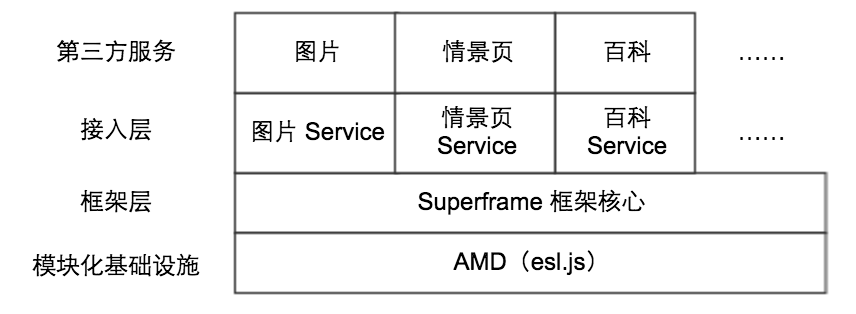 第三方服务 图片 情景页 百科 ……
接入层 图片 Service 情景页 Service 百科 Service ……
框架层 Superframe 框架核心
模块化基础设施 AMD（esl.js）